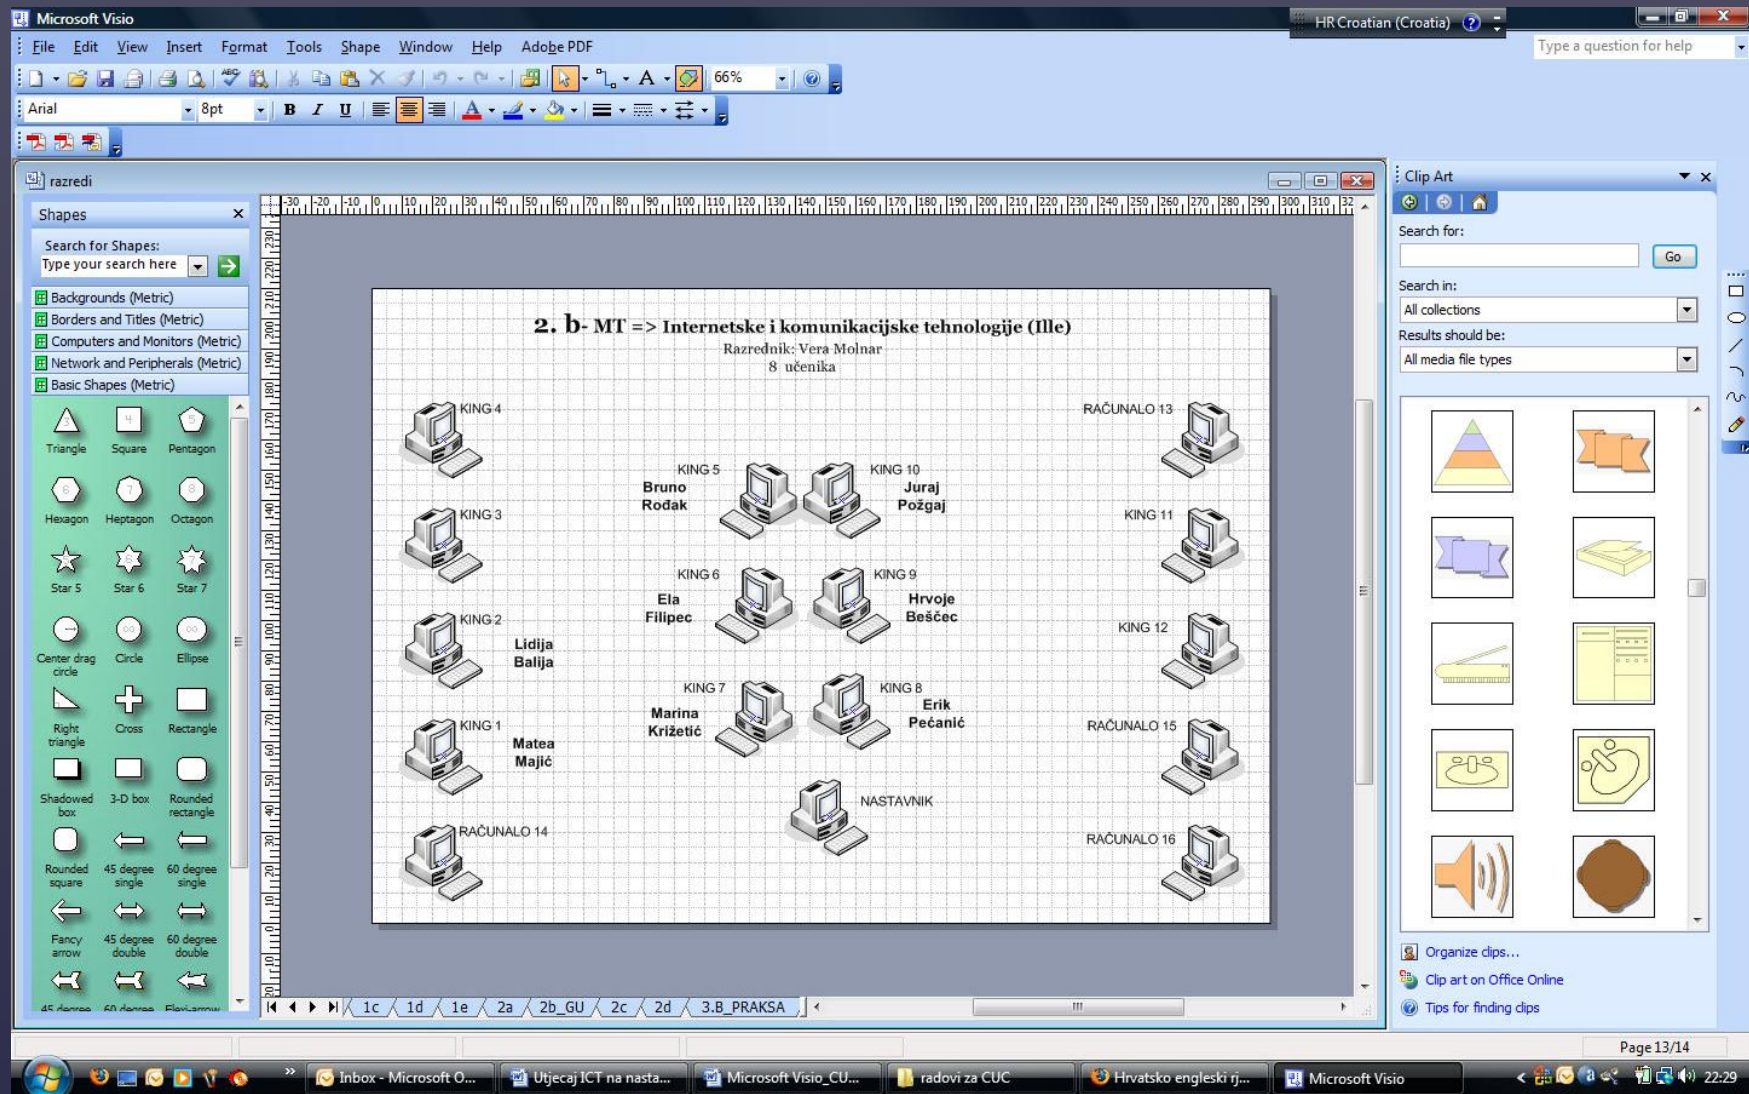 Microsoft Visio
HR Croatian (Croatia)
File Edit View Insert Format Tools Shape Window Help Adobe PDF
Type a question for help
66%
Arial 8pt B I U
razredi
Shapes
Search for Shapes:
Type your search here
Backgrounds (Metric)
Borders and Titles (Metric)
Computers and Monitors (Metric)
Network and Peripherals (Metric)
Basic Shapes (Metric)
Triangle Square Pentagon
Hexagon Heptagon Octagon
Star 5 Star 6 Star 7
Center drag circle Circle Ellipse
Right triangle Cross Rectangle
Shadowed box 3-D box Rounded rectangle
Rounded square 45 degree single 60 degree single
Fancy arrow 45 degree double 60 degree double
45 degree 60 degree Flexi-arrow
2. b- MT => Internetske i komunikacijske tehnologije (Ille)
Razrednik: Vera Molnar
8 učenika
KING 4
RAČUNALO 13
KING 5
Bruno
Rođak
KING 10
Juraj
Požgaj
KING 3
KING 11
KING 6
Ela
Filipec
KING 9
Hrvoje
Beščec
KING 2
Lidija
Balija
KING 12
KING 7
Marina
Križetić
KING 8
Erik
Pećanić
KING 1
Matea
Majić
RAČUNALO 15
NASTAVNIK
RAČUNALO 14
RAČUNALO 16
1c 1d 1e 2a 2b_GU 2c 2d 3.B_PRAKSA
Clip Art
Search for:
Go
Search in:
All collections
Results should be:
All media file types
Organize clips...
Clip art on Office Online
Tips for finding clips
Page 13/14
Inbox - Microsoft O... Utjecaj ICT na nasta... Microsoft Visio_CU... radovi za CUC Hrvatsko engleski rj... Microsoft Visio 22:29